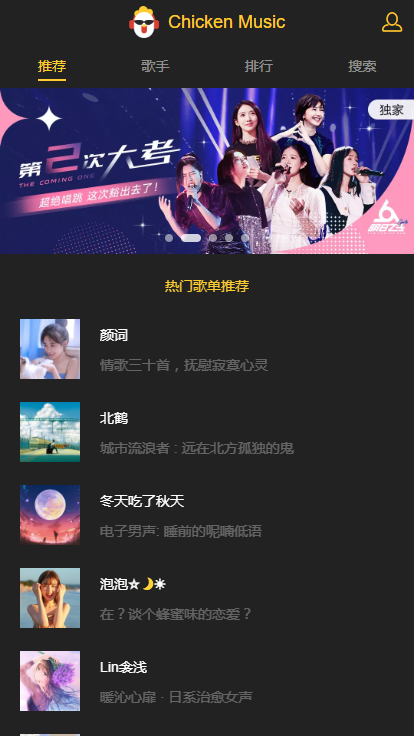 Chicken Music
推荐
歌手
排行
搜索
独家
第2次大考
THE COMING ONE
超绝唱跳 这次豁出去了！
明日之子
热门歌单推荐
颜词
情歌三十首，抚慰寂寞心灵
北鹤
城市流浪者 : 远在北方孤独的鬼
冬天吃了秋天
电子男声: 睡前的呢喃低语
泡泡☆🌙☀
在？谈个蜂蜜味的恋爱？
Lin衾浅
暖沁心扉 · 日系治愈女声